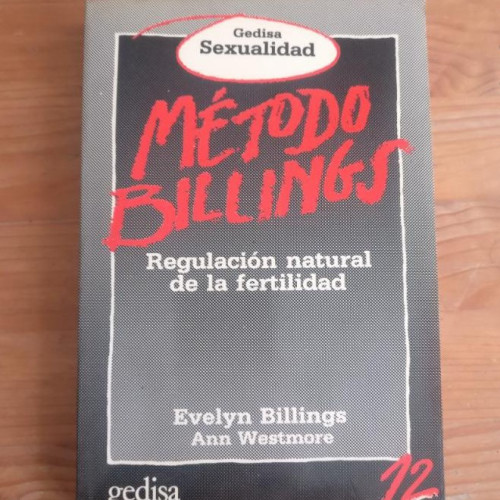 Gedisa
Sexualidad
MÉTODO
BILLINGS
Regulación natural
de la fertilidad
Evelyn Billings
Ann Westmore
gedisa
12